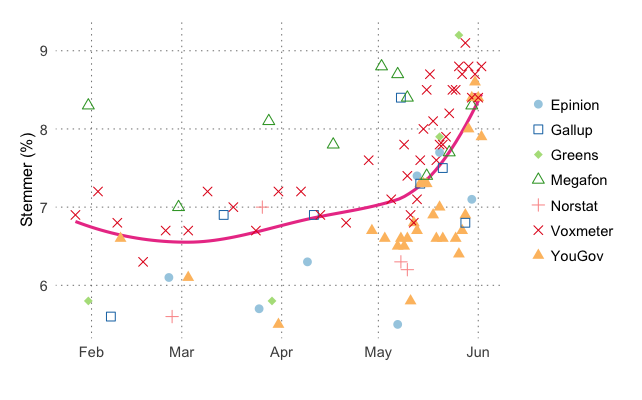 9
8
7
6
Stemmer (%)
Feb
Mar
Apr
May
Jun
Epinion
Gallup
Greens
Megafon
Norstat
Voxmeter
YouGov